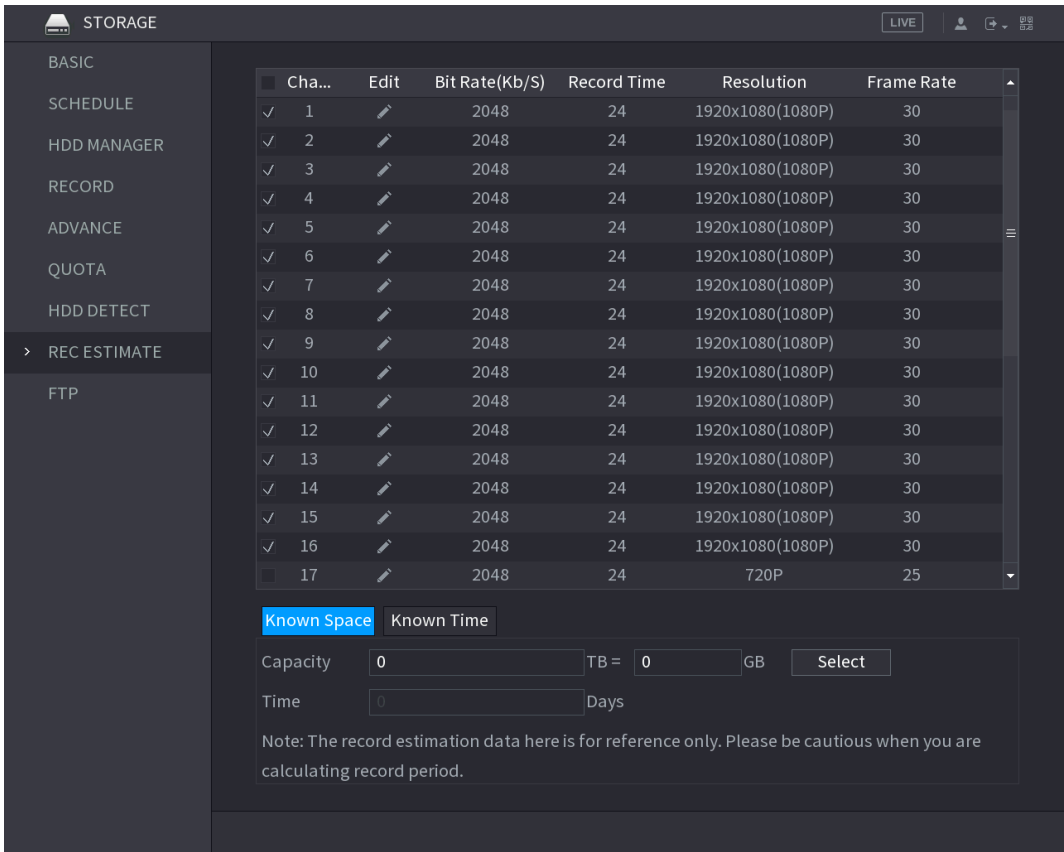 STORAGE LIVE
BASIC
SCHEDULE
HDD MANAGER
RECORD
ADVANCE
QUOTA
HDD DETECT
REC ESTIMATE
FTP
Cha... Edit Bit Rate(Kb/S) Record Time Resolution Frame Rate
1 2048 24 1920x1080(1080P) 30
2 2048 24 1920x1080(1080P) 30
3 2048 24 1920x1080(1080P) 30
4 2048 24 1920x1080(1080P) 30
5 2048 24 1920x1080(1080P) 30
6 2048 24 1920x1080(1080P) 30
7 2048 24 1920x1080(1080P) 30
8 2048 24 1920x1080(1080P) 30
9 2048 24 1920x1080(1080P) 30
10 2048 24 1920x1080(1080P) 30
11 2048 24 1920x1080(1080P) 30
12 2048 24 1920x1080(1080P) 30
13 2048 24 1920x1080(1080P) 30
14 2048 24 1920x1080(1080P) 30
15 2048 24 1920x1080(1080P) 30
16 2048 24 1920x1080(1080P) 30
17 2048 24 720P 25
Known Space Known Time
Capacity 0 TB = 0 GB Select
Time 0 Days
Note: The record estimation data here is for reference only. Please be cautious when you are
calculating record period.